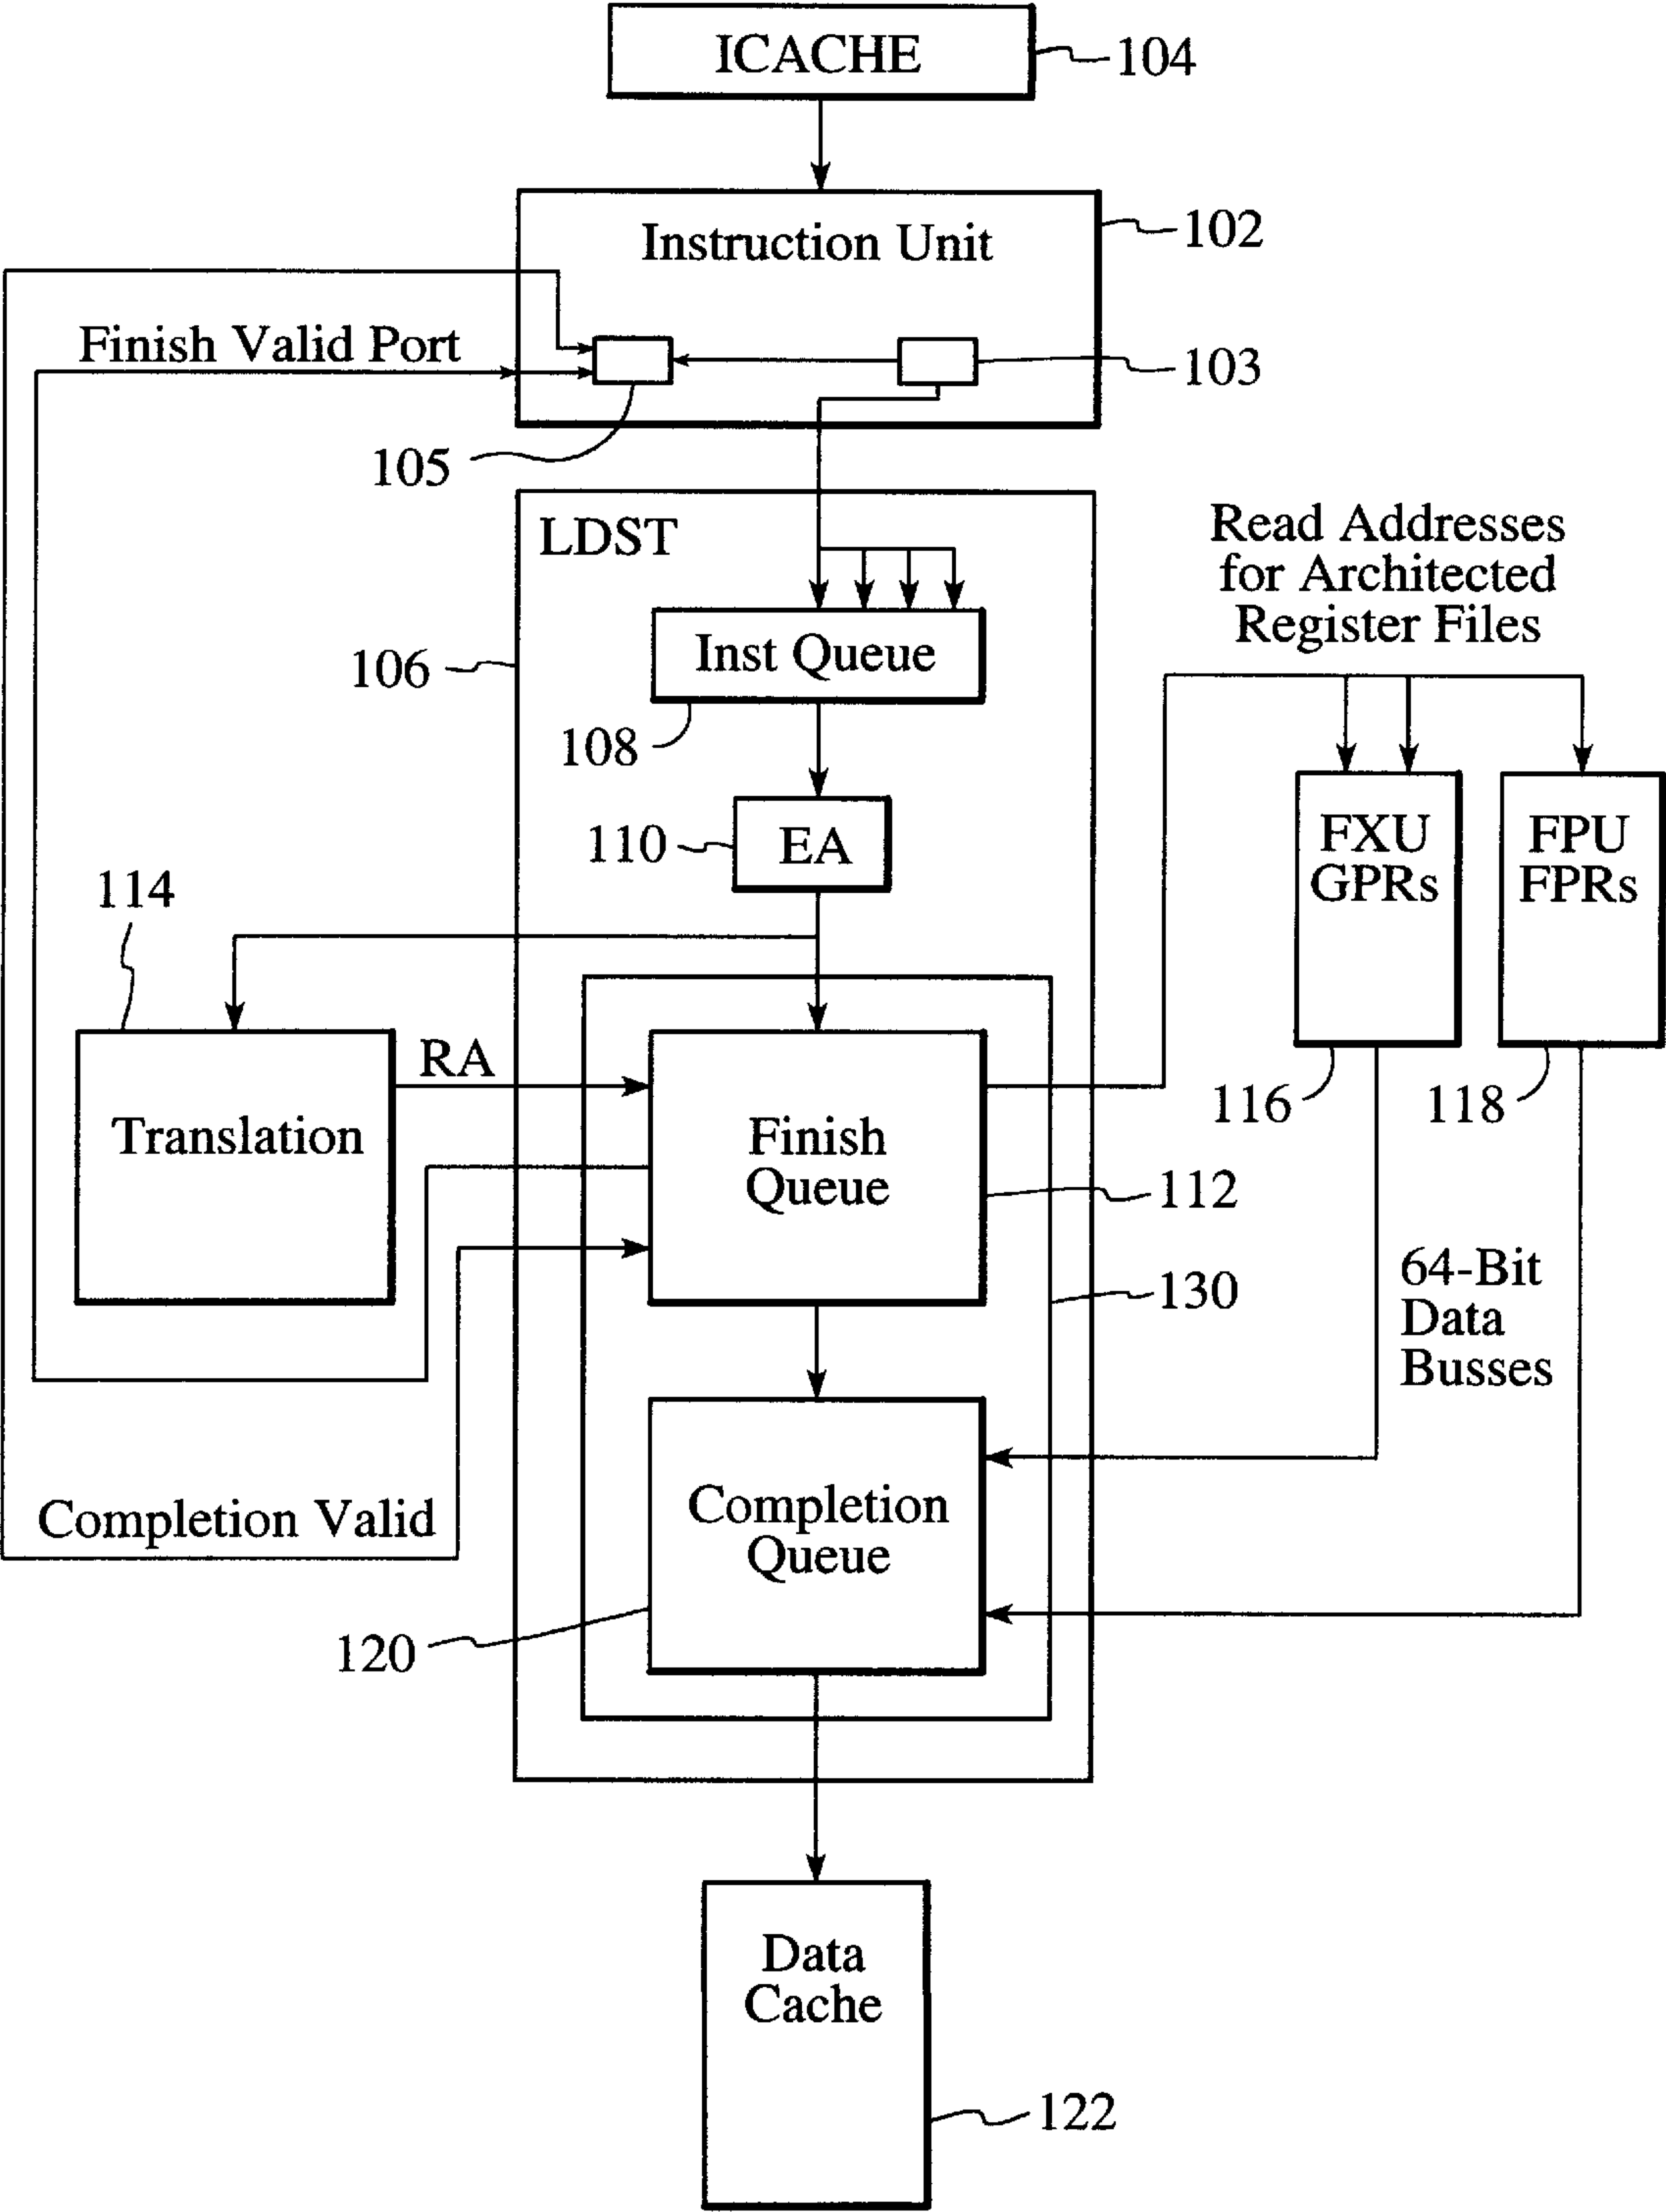 ICACHE
104
Instruction Unit
102
Finish Valid Port
103
105
LDST
Read Addresses
for Architected
Register Files
Inst Queue
106
108
EA
110
FXU
GPRs
FPU
FPRs
114
RA
116
118
Translation
Finish
Queue
112
130
64-Bit
Data
Busses
Completion Valid
Completion
Queue
120
Data
Cache
122